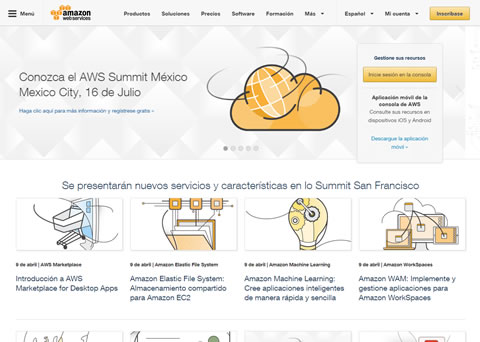 Menú
amazon
webservices
Productos Soluciones Precios Software Formación Más
Español Mi cuenta Inscríbase
Conozca el AWS Summit México
Mexico City, 16 de Julio
Haga clic aquí para más información y regístrese gratis »
Gestione sus recursos
Inicie sesión en la consola
Aplicación móvil de la
consola de AWS
Consulte sus recursos en
dispositivos iOS y Android
Descargue la aplicación
móvil »
Se presentarán nuevos servicios y características en lo Summit San Francisco
9 de abril | AWS Marketplace
Introducción a AWS
Marketplace for Desktop Apps
9 de abril | Amazon Elastic File System
Amazon Elastic File System:
Almacenamiento compartido
para Amazon EC2
9 de abril | Amazon Machine Learning
Amazon Machine Learning:
Cree aplicaciones inteligentes
de manera rápida y sencilla
9 de abril | Amazon WorkSpaces
Amazon WAM: Implemente y
gestione aplicaciones para
Amazon WorkSpaces